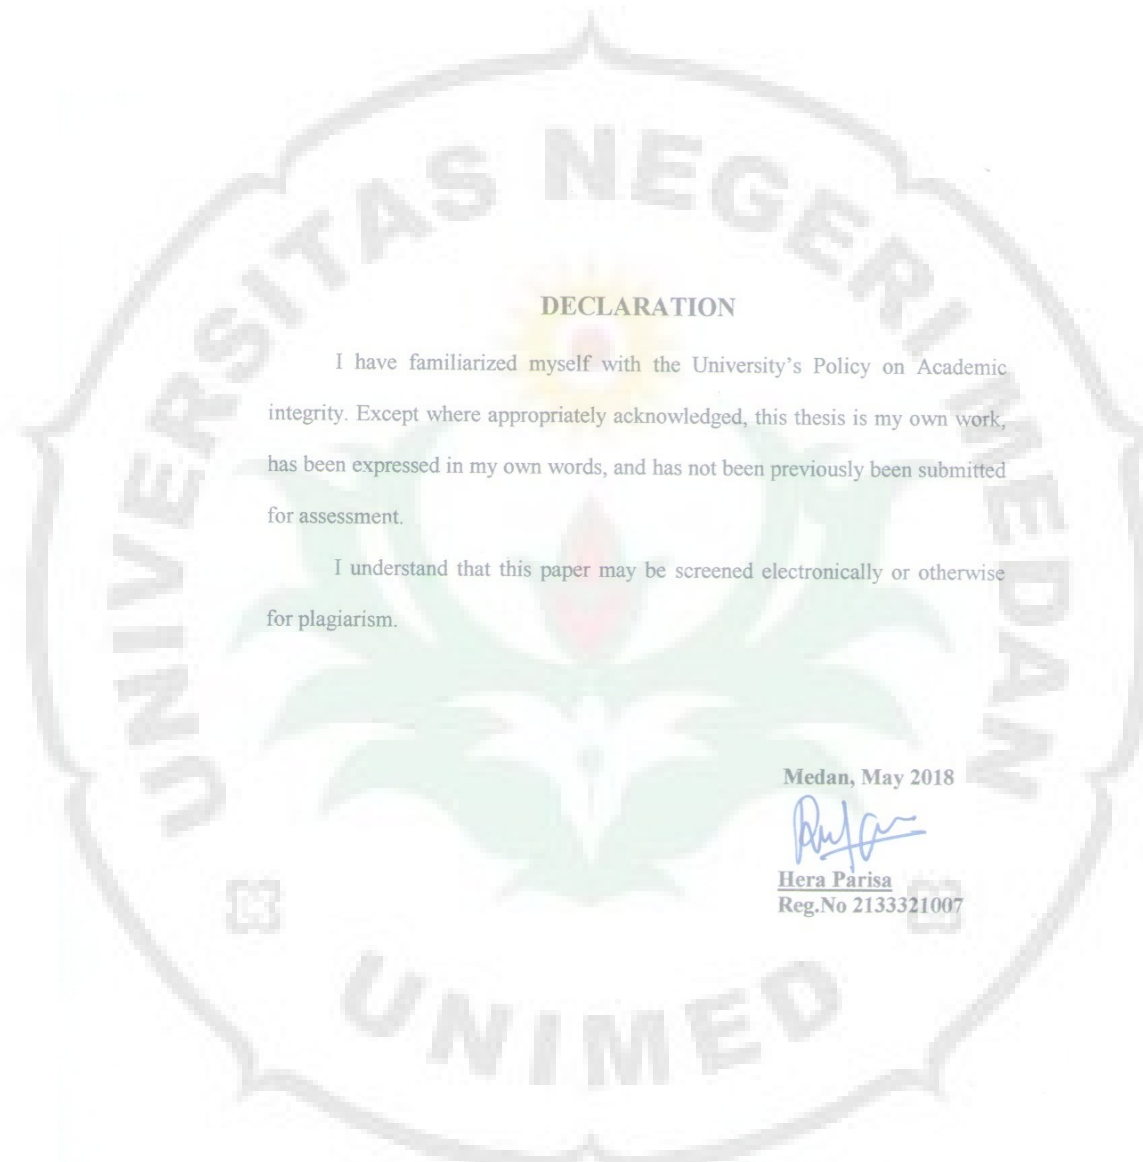 UNIVERSITAS NEGERI MEDAN
DECLARATION
I have familiarized myself with the University's Policy on Academic
integrity. Except where appropriately acknowledged, this thesis is my own work,
has been expressed in my own words, and has not been previously been submitted
for assessment.
I understand that this paper may be screened electronically or otherwise
for plagiarism.
Medan, May 2018
Hera Parisa
Reg.No 2133321007
UNIMED